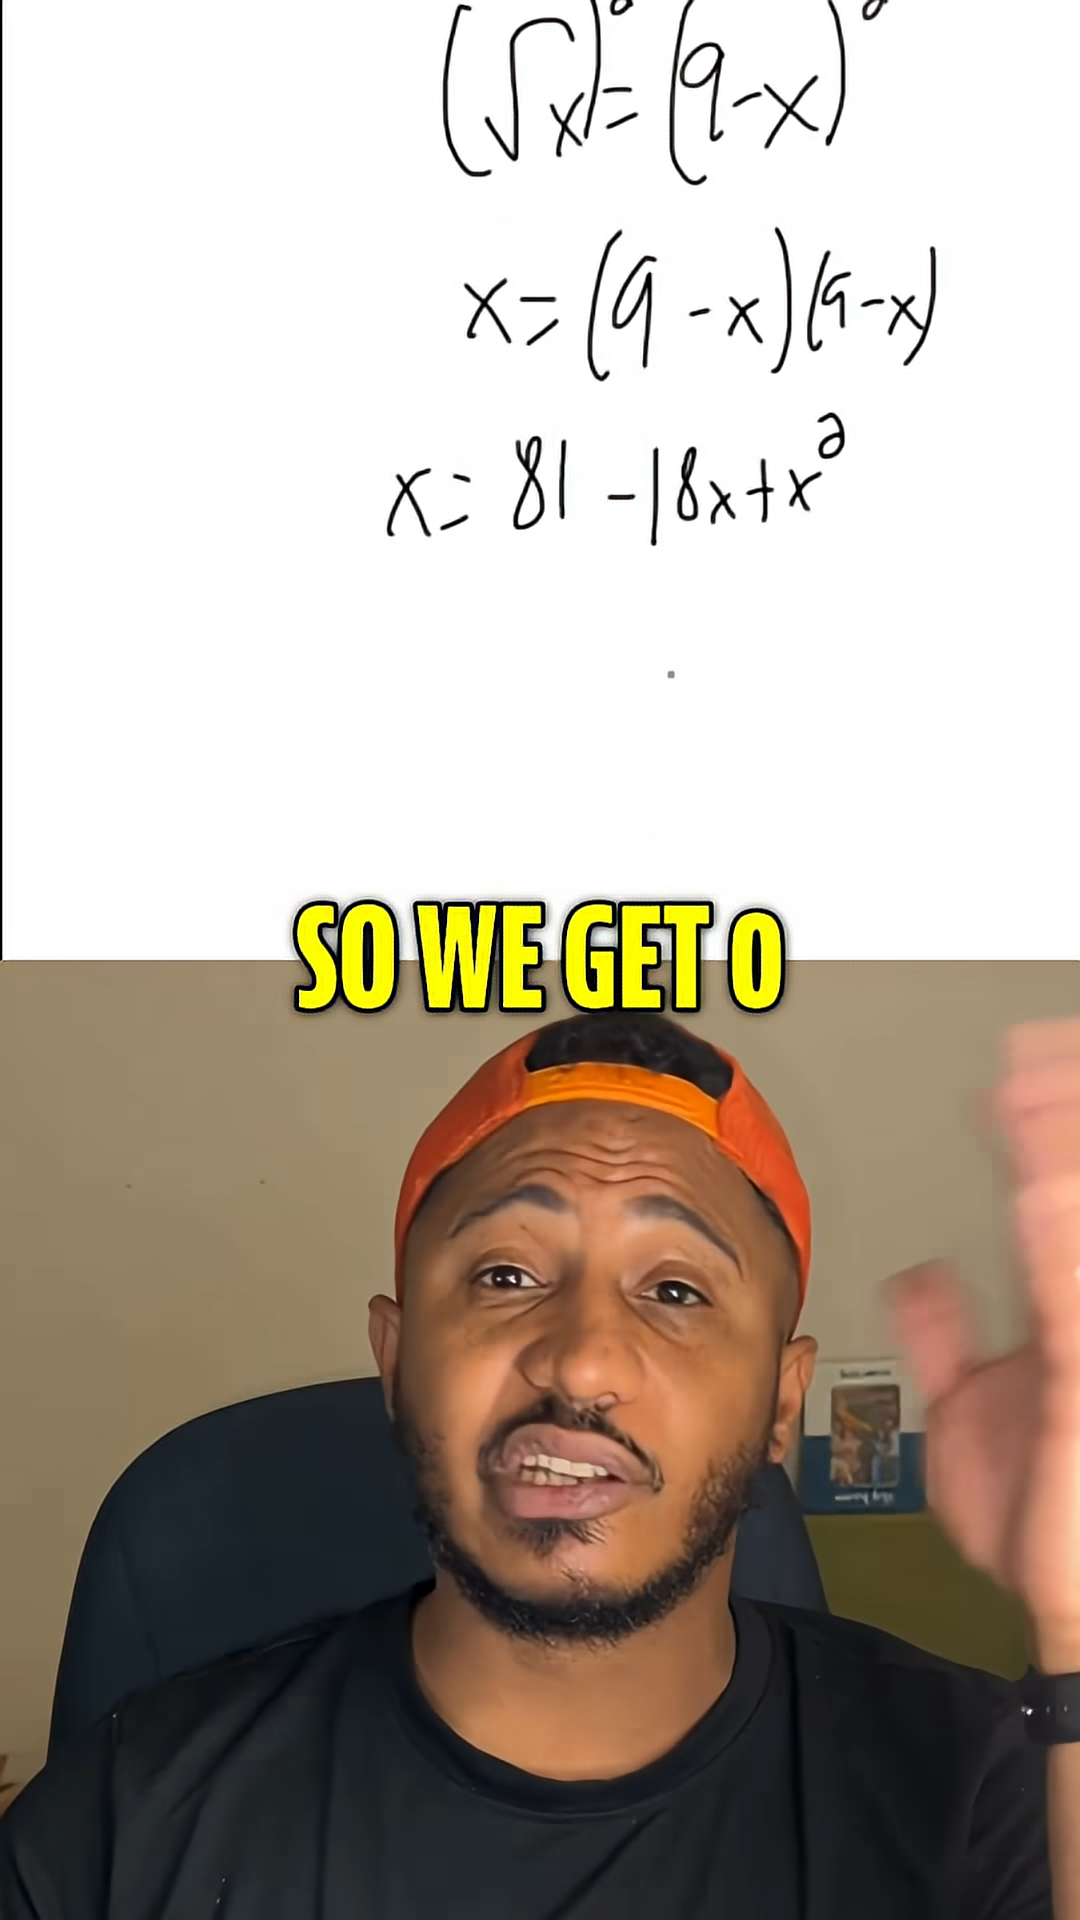 (√x)² = (9-x)²
x = (9 - x)(9-x)
x = 81 - 18x + x²
SO WE GET 0